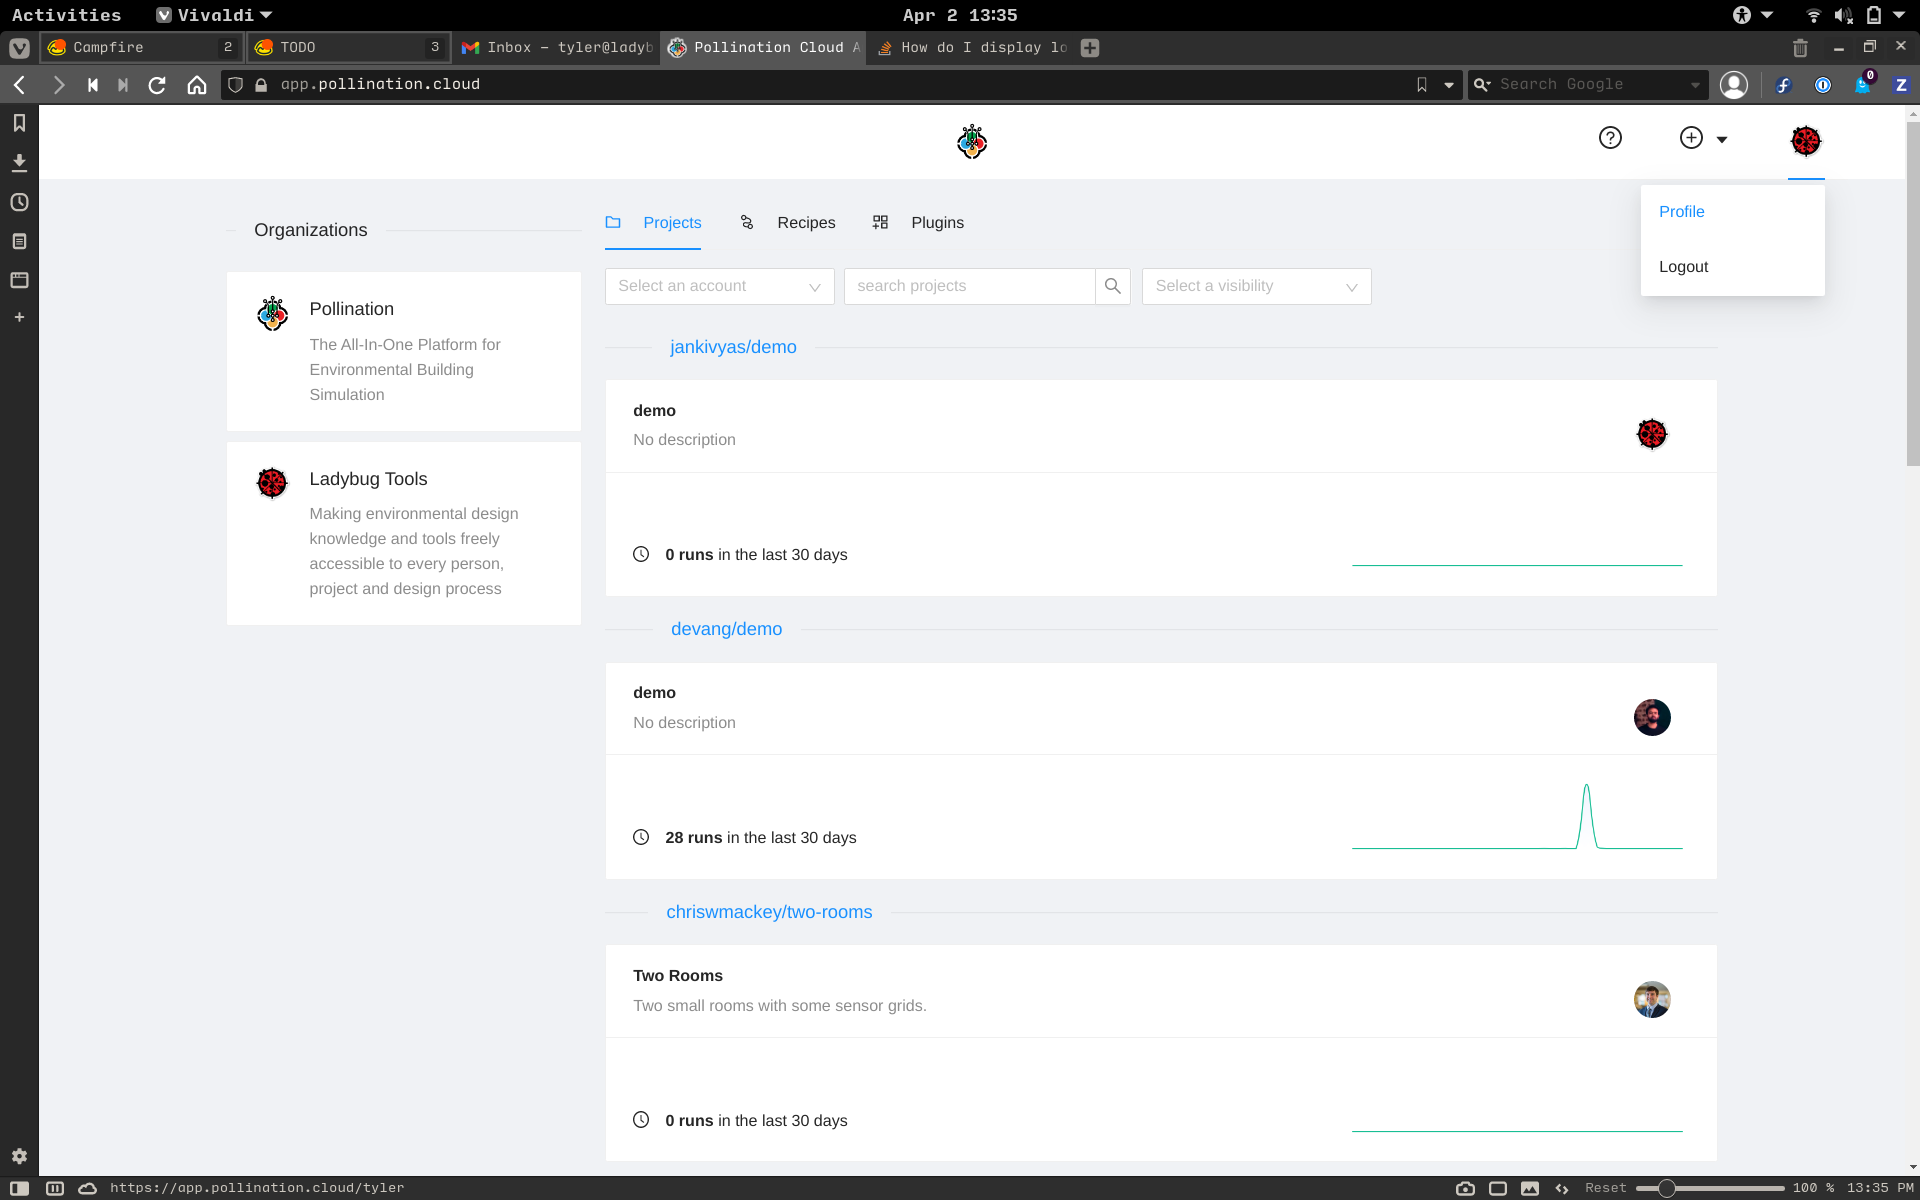 Activities
Vivaldi
Apr 2 13:35
Campfire 2
TODO 3
Inbox – tyler@ladyb
Pollination Cloud A
How do I display lo
app.pollination.cloud
Search Google
0
Z
Profile
Logout
Organizations
Pollination
The All-In-One Platform for
Environmental Building
Simulation
Ladybug Tools
Making environmental design
knowledge and tools freely
accessible to every person,
project and design process
Projects
Recipes
Plugins
Select an account
search projects
Select a visibility
jankivyas/demo
demo
No description
0 runs in the last 30 days
devang/demo
demo
No description
28 runs in the last 30 days
chriswmackey/two-rooms
Two Rooms
Two small rooms with some sensor grids.
0 runs in the last 30 days
https://app.pollination.cloud/tyler
Reset
100 %
13:35 PM